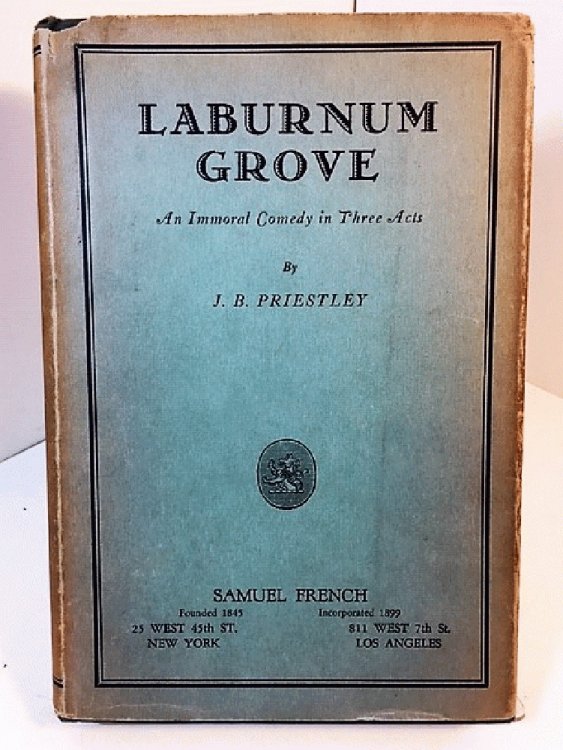 LABURNUM
GROVE
An Immoral Comedy in Three Acts
By
J. B. PRIESTLEY
SAMUEL FRENCH
Founded 1845 Incorporated 1899
25 WEST 45th ST. 811 WEST 7th St.
NEW YORK LOS ANGELES